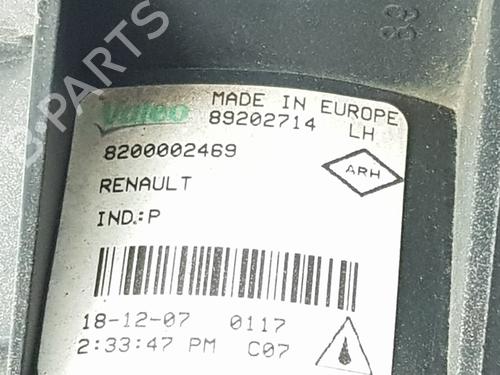 B-PARTS
Valeo
MADE IN EUROPE
89202714 LH
8200002469
ARH
RENAULT
IND.:P
18-12-07 0117
2:33:47 PM C07